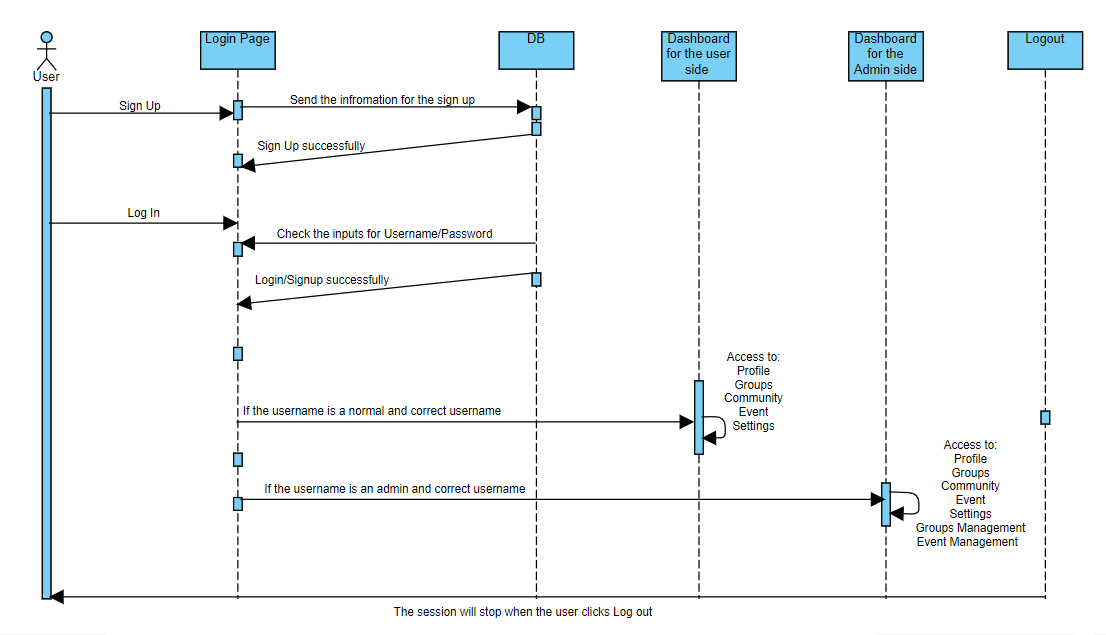 User
Login Page
DB
Dashboard
for the user
side
Dashboard
for the
Admin side
Logout
Sign Up
Send the infromation for the sign up
Sign Up successfully
Log In
Check the inputs for Username/Password
Login/Signup successfully
Access to:
Profile
Groups
Community
Event
Settings
If the username is a normal and correct username
Access to:
Profile
Groups
Community
Event
Settings
Groups Management
Event Management
If the username is an admin and correct username
The session will stop when the user clicks Log out